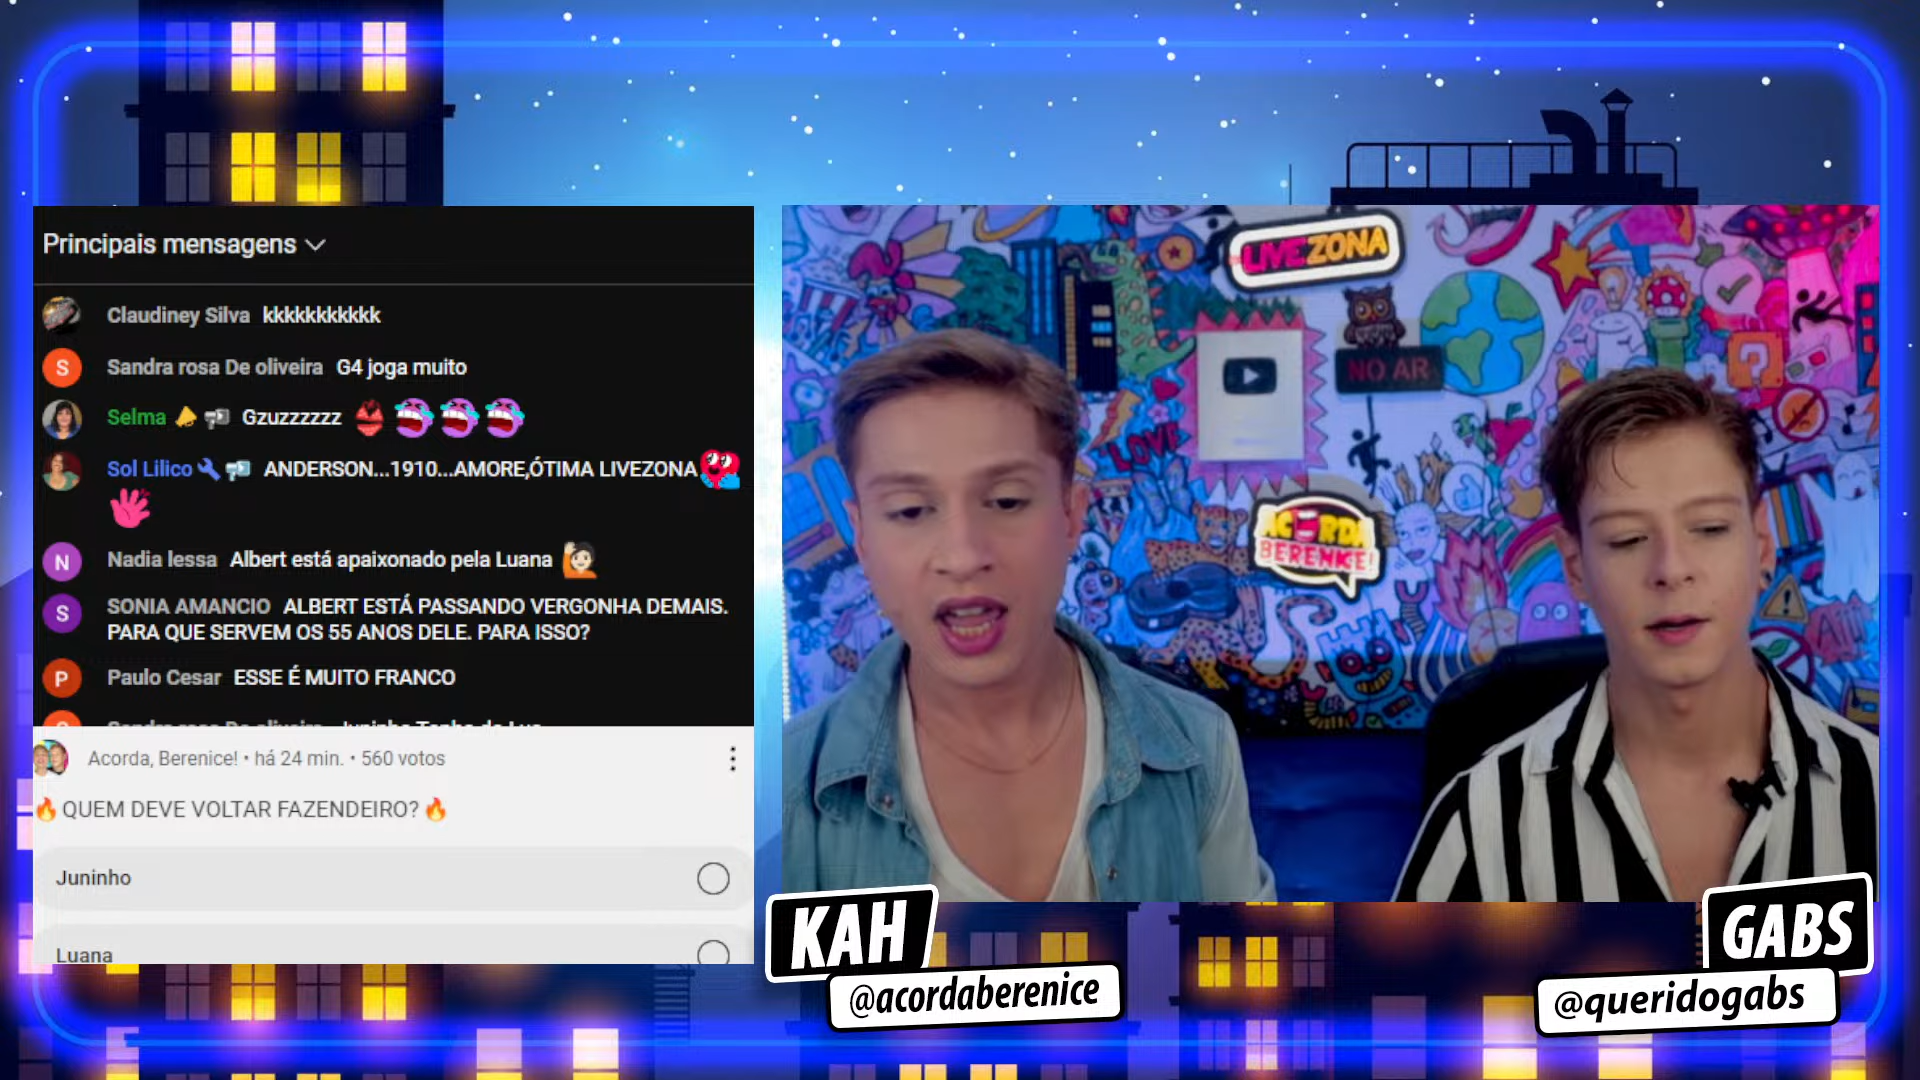 Principais mensagens
Claudiney Silva kkkkkkkkkkk
S Sandra rosa De oliveira G4 joga muito
Selma Gzuzzzzzz
Sol Lilico ANDERSON...1910...AMORE,ÓTIMA LIVEZONA
N Nadia lessa Albert está apaixonado pela Luana
S SONIA AMANCIO ALBERT ESTÁ PASSANDO VERGONHA DEMAIS.
PARA QUE SERVEM OS 55 ANOS DELE. PARA ISSO?
P Paulo Cesar ESSE É MUITO FRANCO
Acorda, Berenice! • há 24 min. • 560 votos
QUEM DEVE VOLTAR FAZENDEIRO?
Juninho
Luana
LIVEZONA
NO AR
LOVE
ACORDA
BERENICE!
KAH
@acordaberenice
GABS
@queridogabs